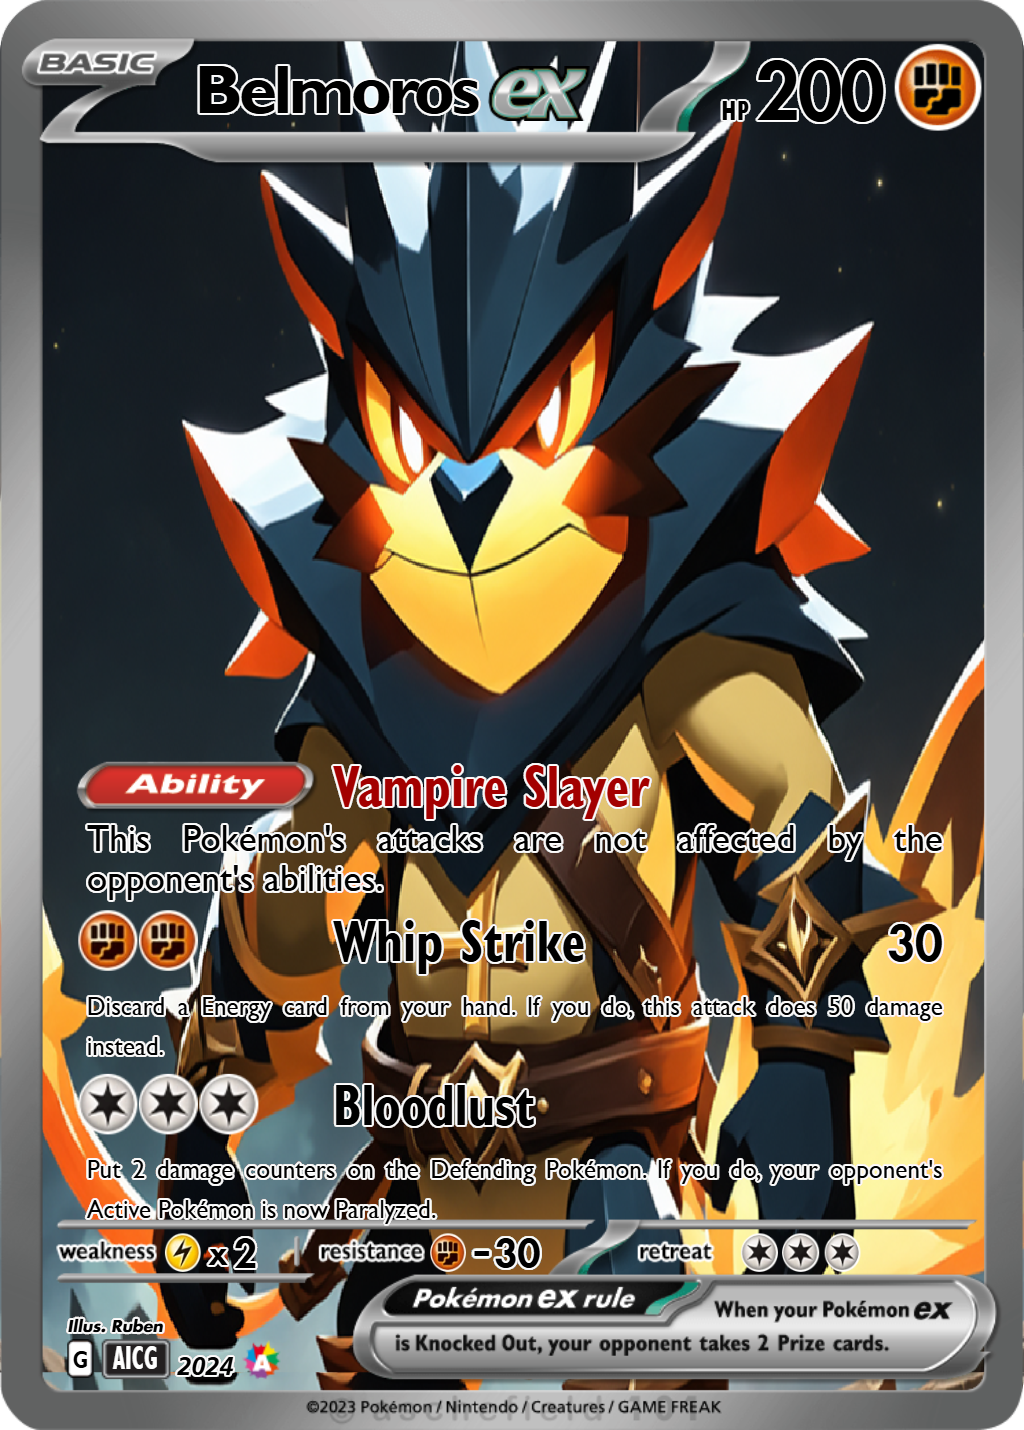 BASIC
Belmoros ex HP 200
Ability Vampire Slayer
This Pokémon's attacks are not affected by the
opponent's abilities.
Whip Strike 30
Discard a Energy card from your hand. If you do, this attack does 50 damage
instead.
Bloodlust
Put 2 damage counters on the Defending Pokémon. If you do, your opponent's
Active Pokémon is now Paralyzed.
weakness x2 resistance -30 retreat
Pokémon ex rule When your Pokémon ex
is Knocked Out, your opponent takes 2 Prize cards.
Illus. Ruben
G AICG 2024 A
©2023 Pokémon / Nintendo / Creatures / GAME FREAK